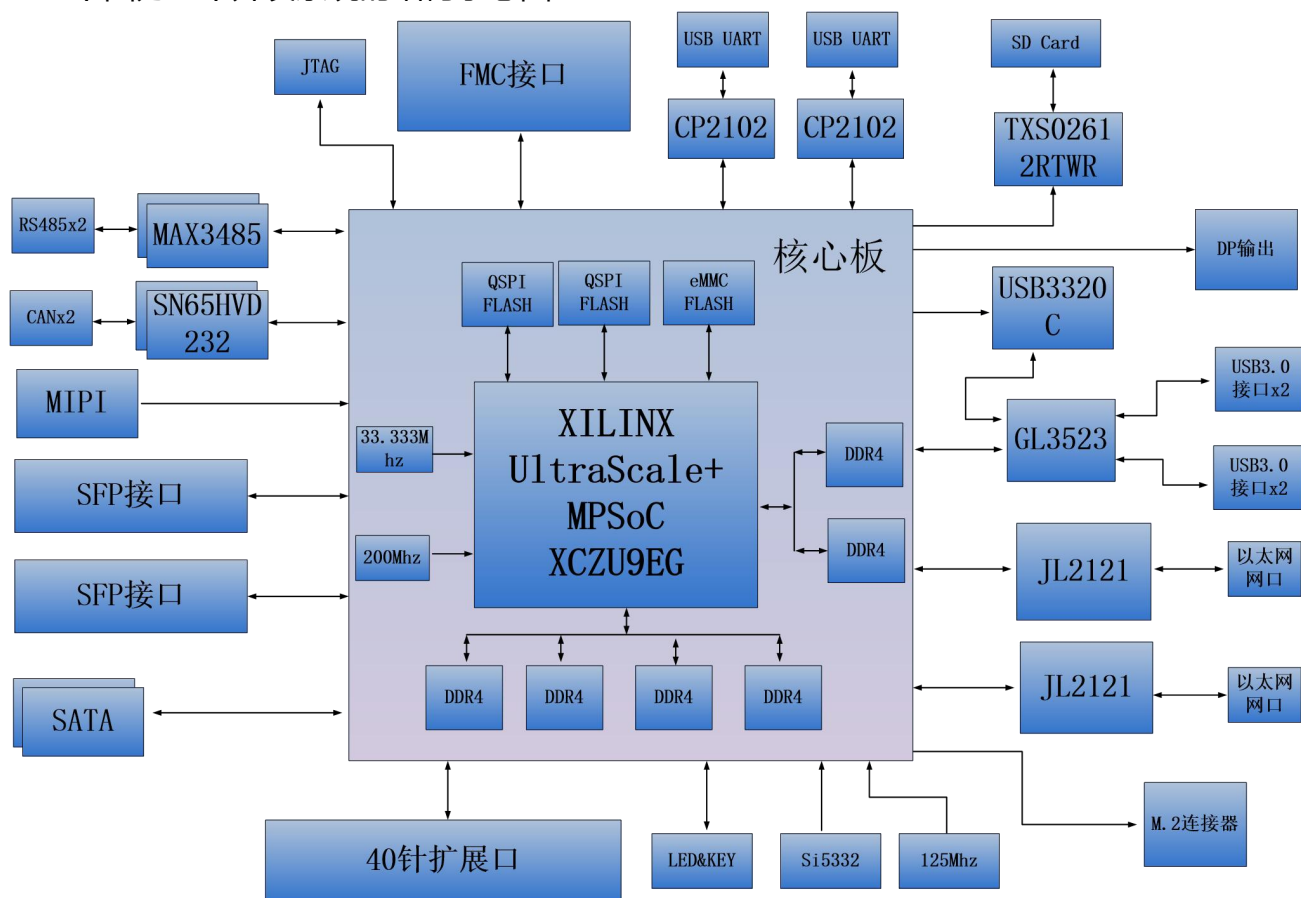 JTAG
FMC接口
USB UART
USB UART
SD Card
CP2102
CP2102
TXS0261
2RTWR
RS485x2
MAX3485
核心板
DP输出
QSPI
FLASH
QSPI
FLASH
eMMC
FLASH
USB3320
C
CANx2
SN65HVD
232
MIPI
USB3.0
接口x2
33.333M
hz
XILINX
UltraScale+
MPSoC
XCZU9EG
DDR4
GL3523
USB3.0
接口x2
SFP接口
200Mhz
DDR4
JL2121
以太网
网口
SFP接口
DDR4
DDR4
DDR4
DDR4
JL2121
以太网
网口
SATA
M.2连接器
40针扩展口
LED&KEY
Si5332
125Mhz